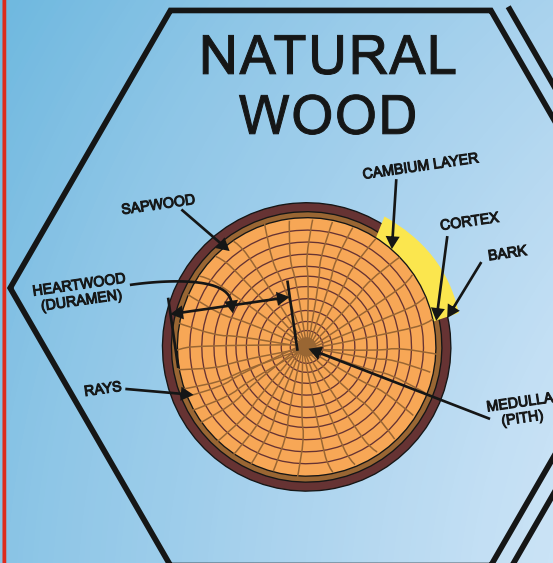 NATURAL
WOOD
CAMBIUM LAYER
SAPWOOD
CORTEX
BARK
HEARTWOOD
(DURAMEN)
RAYS
MEDULLA
(PITH)